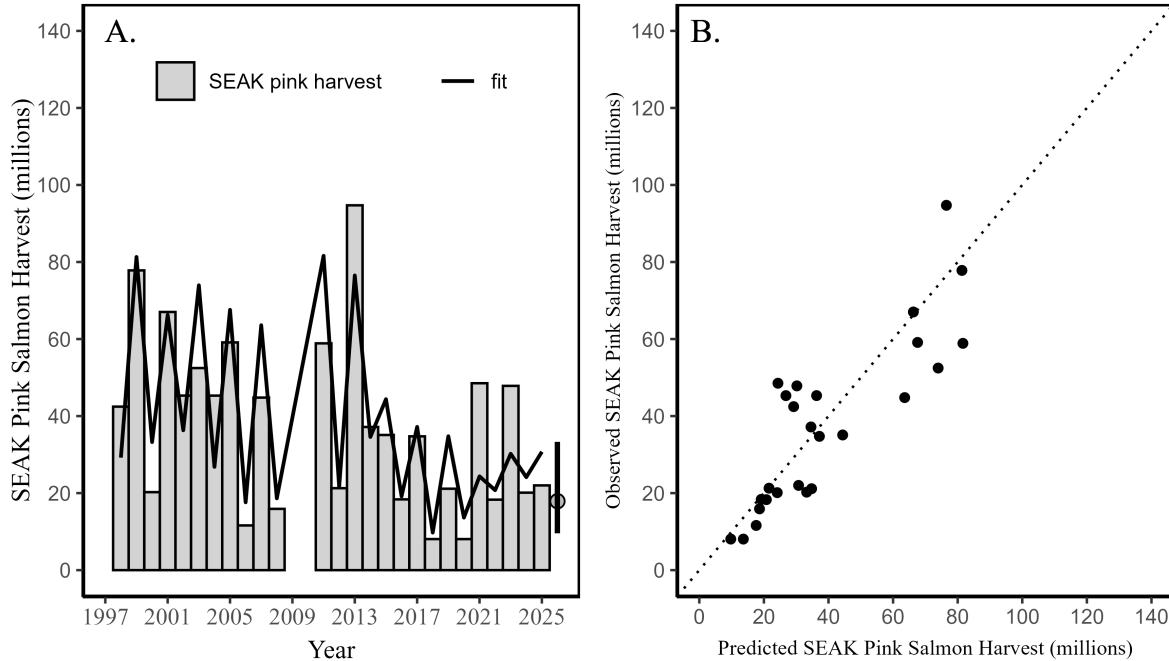 A.
SEAK pink harvest
fit
SEAK Pink Salmon Harvest (millions)
140
120
100
80
60
40
20
0
1997 2001 2005 2009 2013 2017 2021 2025
Year
B.
Observed SEAK Pink Salmon Harvest (millions)
140
120
100
80
60
40
20
0
0 20 40 60 80 100 120 140
Predicted SEAK Pink Salmon Harvest (millions)